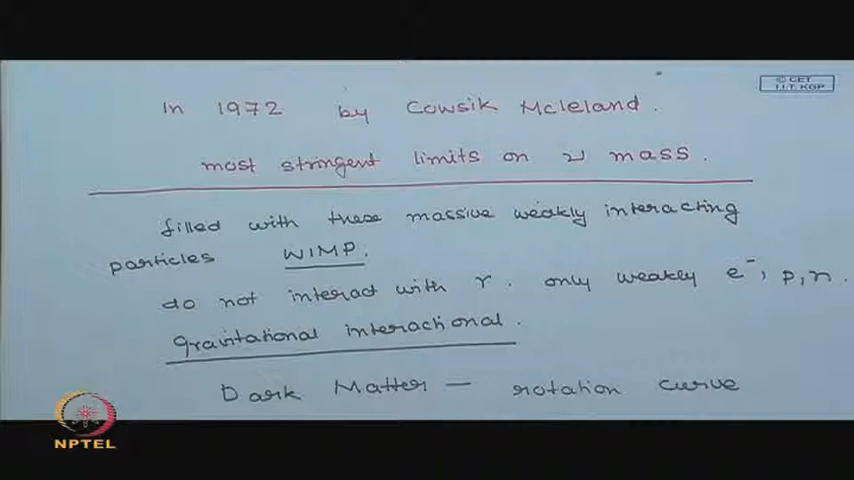 © CET
I.I.T. KGP
In 1972 by Cowsik Mcleland.
most stringent limits on ν mass.
filled with these massive weakly interacting
particles WIMP.
do not interact with r. only weakly e⁻, p, n.
gravitational interactional.
Dark Matter — rotation curve
NPTEL